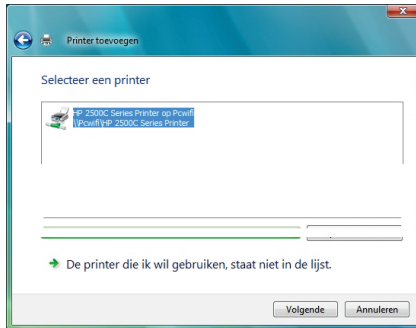 Printer toevoegen
Selecteer een printer
HP 2500C Series Printer op Pcwifi
\\Pcwifi\HP 2500C Series Printer
De printer die ik wil gebruiken, staat niet in de lijst.
Volgende
Annuleren